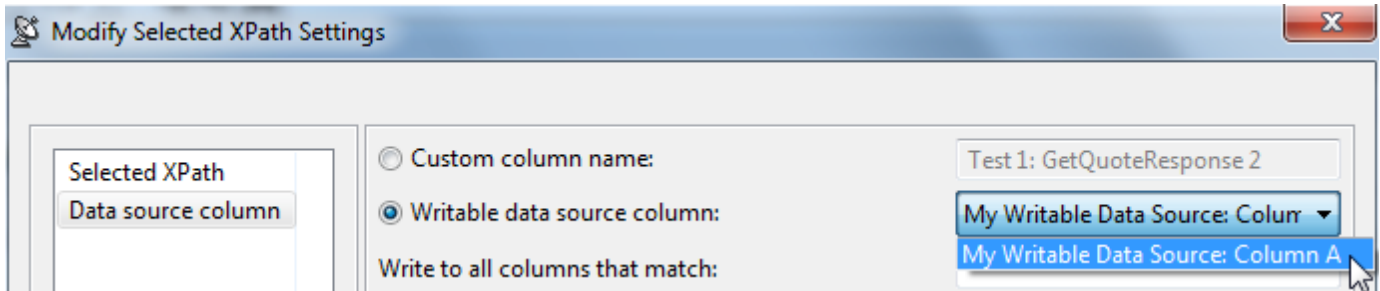 Modify Selected XPath Settings
Selected XPath
Data source column
Custom column name:
Test 1: GetQuoteResponse 2
Writable data source column:
My Writable Data Source: Colum
My Writable Data Source: Column A
Write to all columns that match: